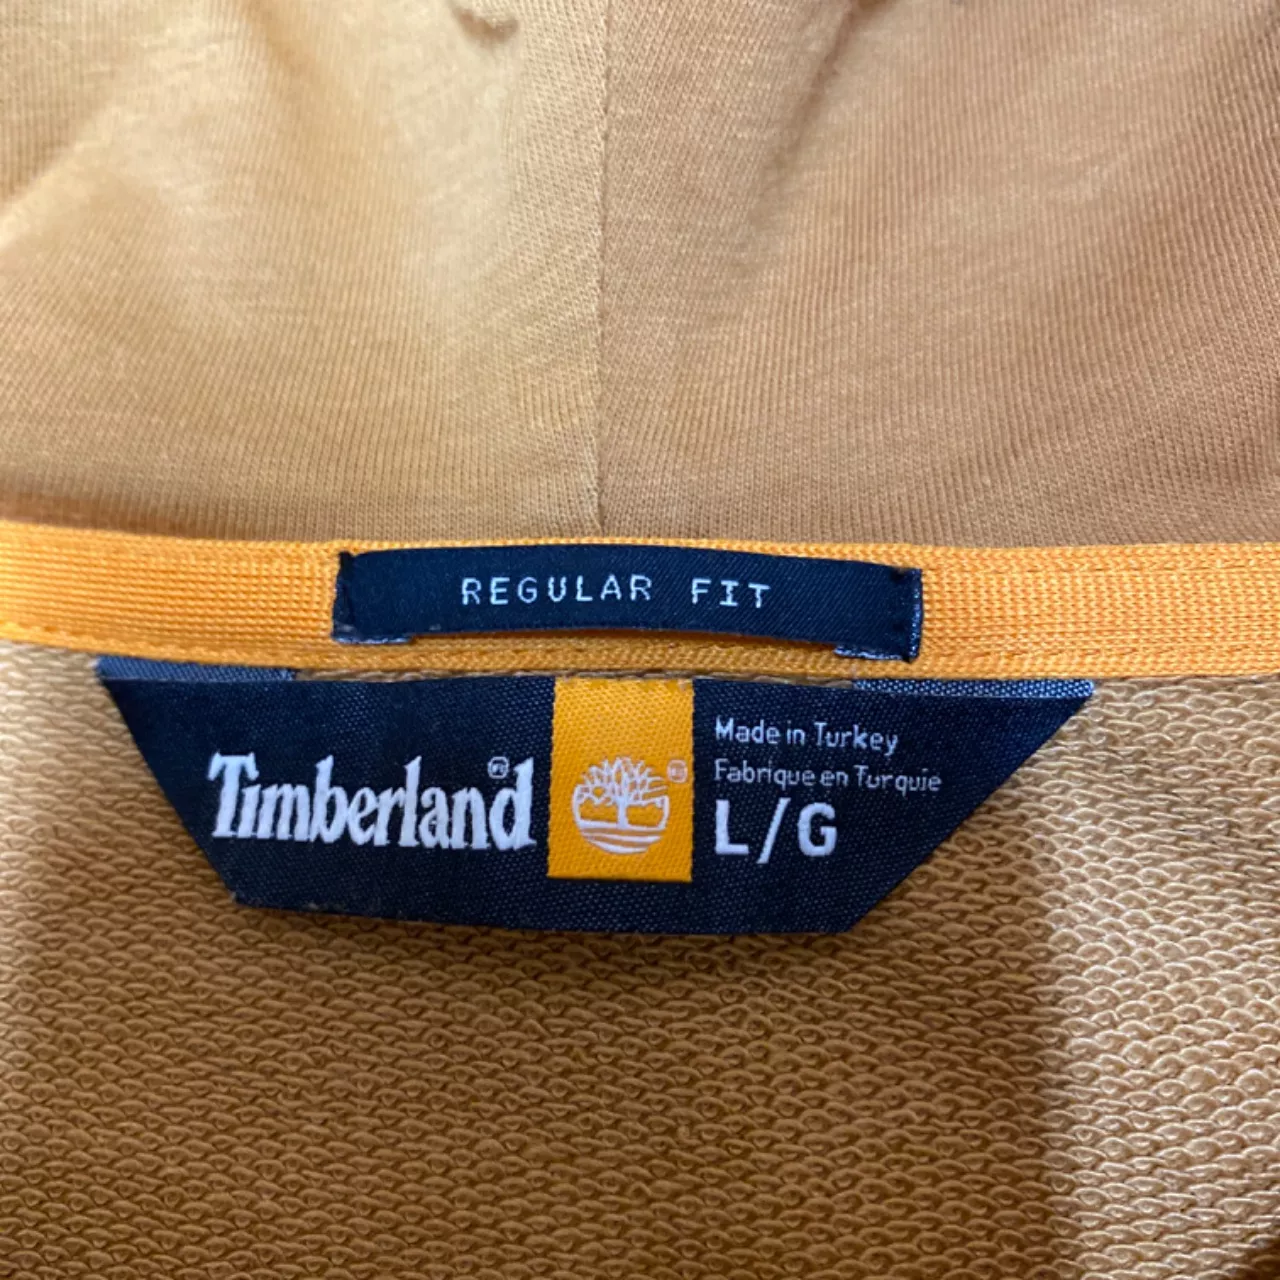 REGULAR FIT
Timberland
Made in Turkey
Fabrique en Turquie
L/G